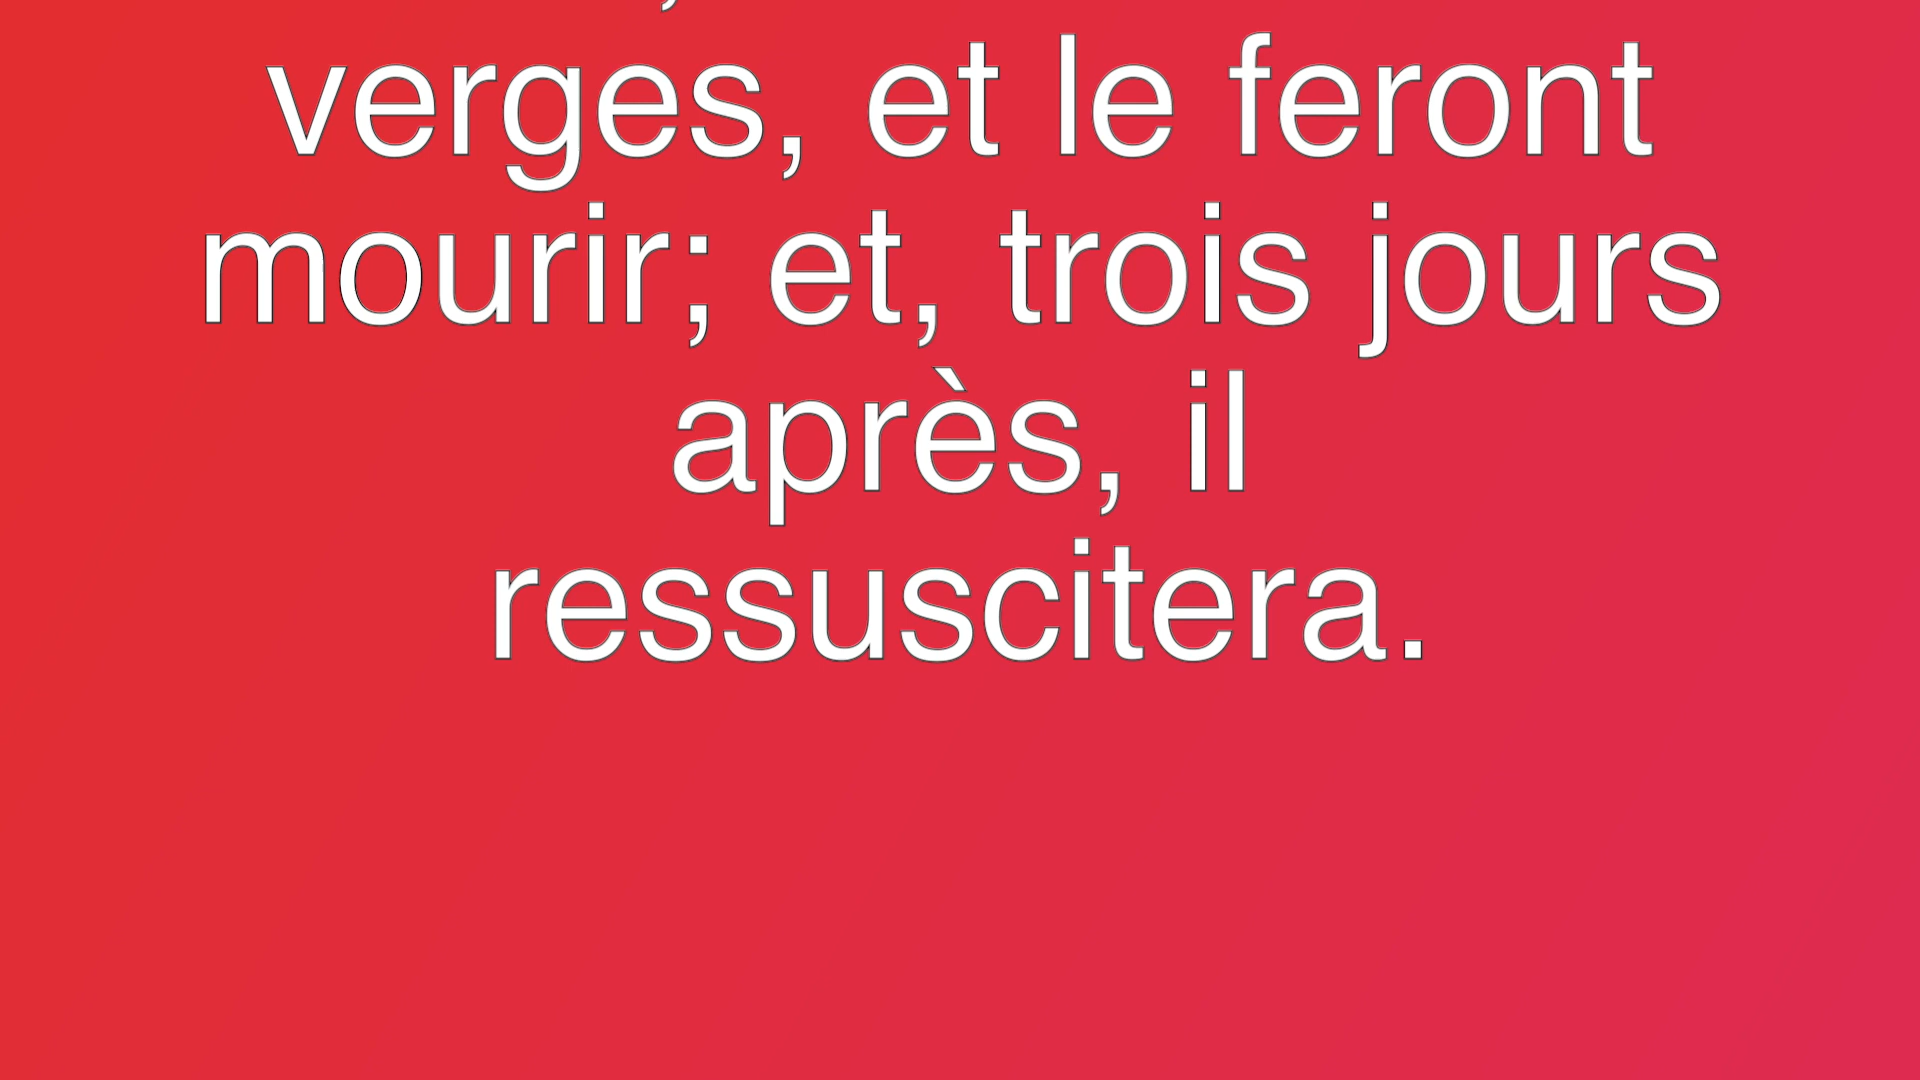 verges, et le feront
mourir; et, trois jours
après, il
ressuscitera.